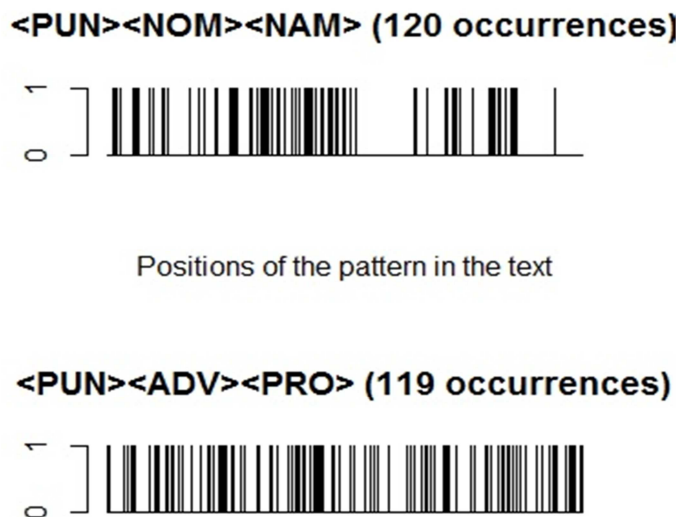 <PUN><NOM><NAM> (120 occurrences)
1
0
Positions of the pattern in the text
<PUN><ADV><PRO> (119 occurrences)
1
0